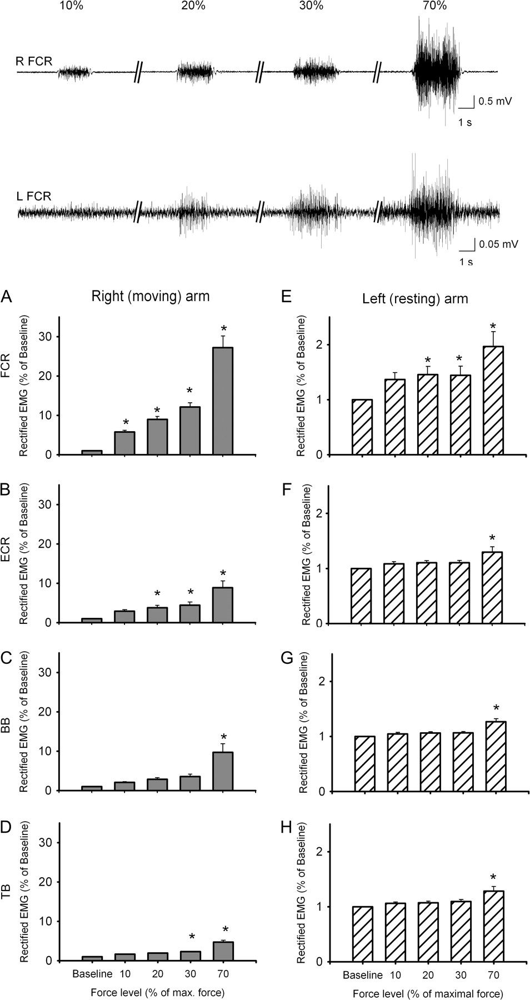 10% 20% 30% 70%
R FCR
0.5 mV
1 s
L FCR
0.05 mV
1 s
A Right (moving) arm
FCR
Rectified EMG (% of Baseline)
30
20
10
0
* * * *
E Left (resting) arm
Rectified EMG (% of Baseline)
2
1
0
* * *
B
ECR
Rectified EMG (% of Baseline)
30
20
10
0
* * *
F
Rectified EMG (% of Baseline)
2
1
0
*
C
BB
Rectified EMG (% of Baseline)
30
20
10
0
*
G
Rectified EMG (% of Baseline)
2
1
0
*
D
TB
Rectified EMG (% of Baseline)
30
20
10
0
* *
Baseline 10 20 30 70
Force level (% of max. force)
H
Rectified EMG (% of Baseline)
2
1
0
*
Baseline 10 20 30 70
Force level (% of maximal force)